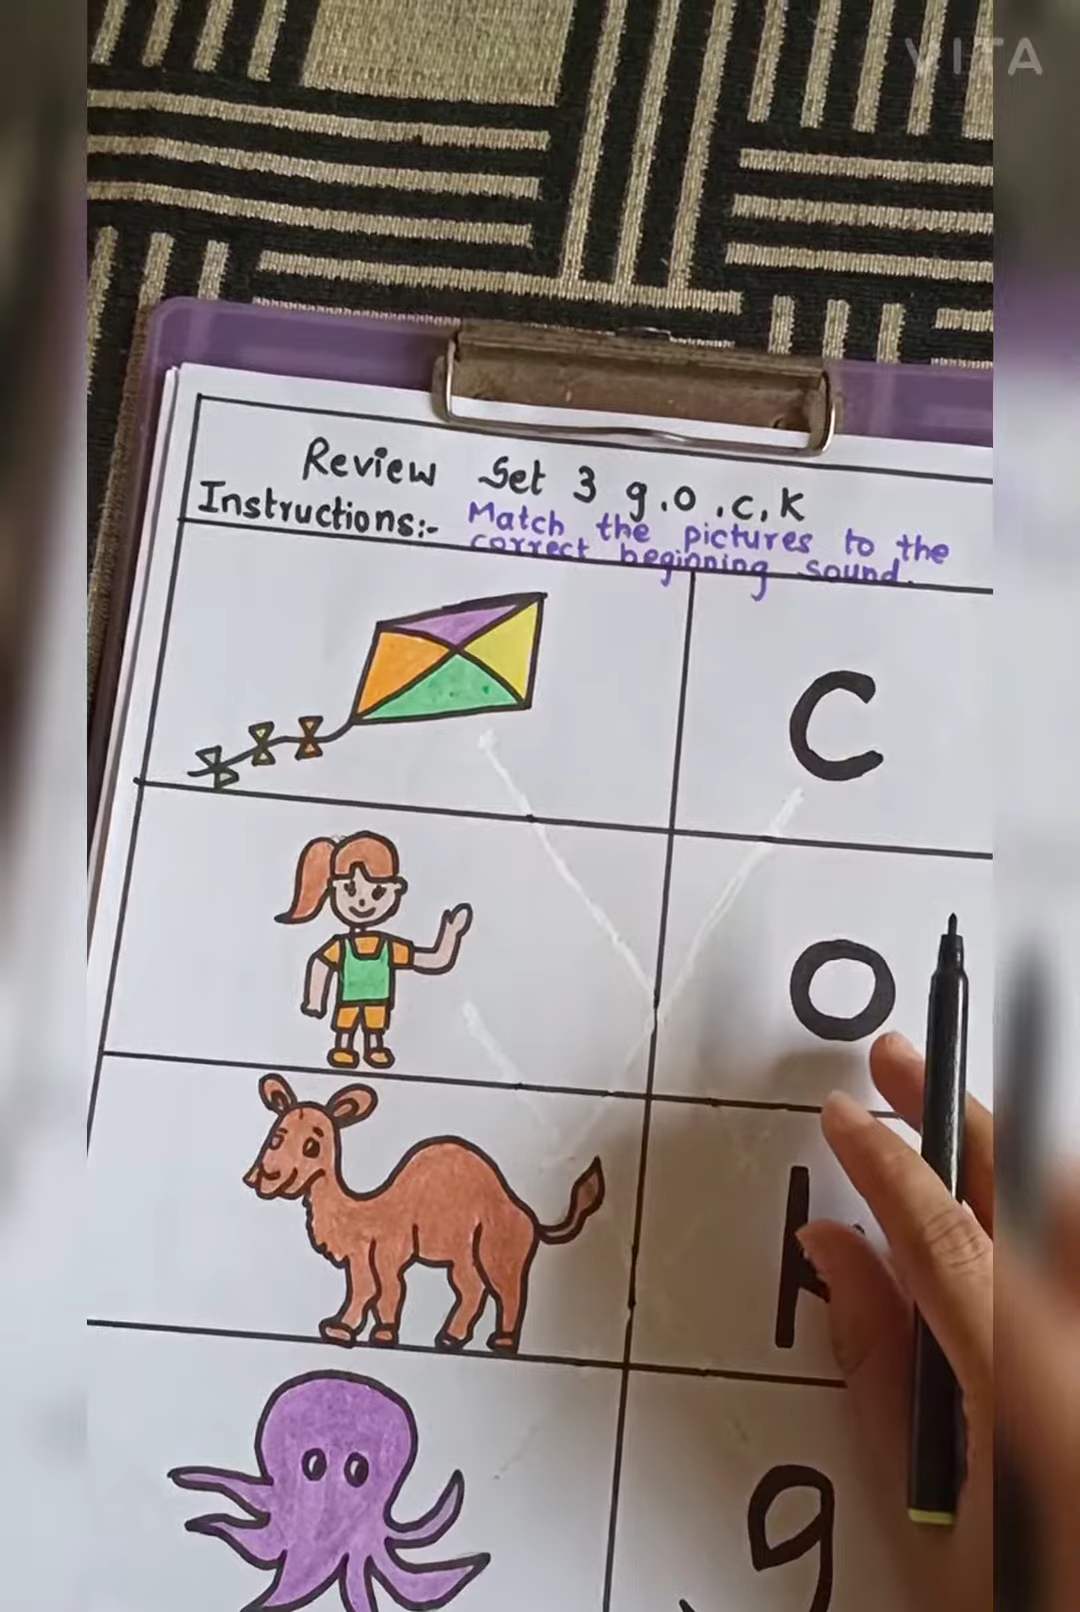 VITA
Review Set 3 g.o.c,k
Instructions:- Match the pictures to the
correct beginning sound.
c
o
k
g